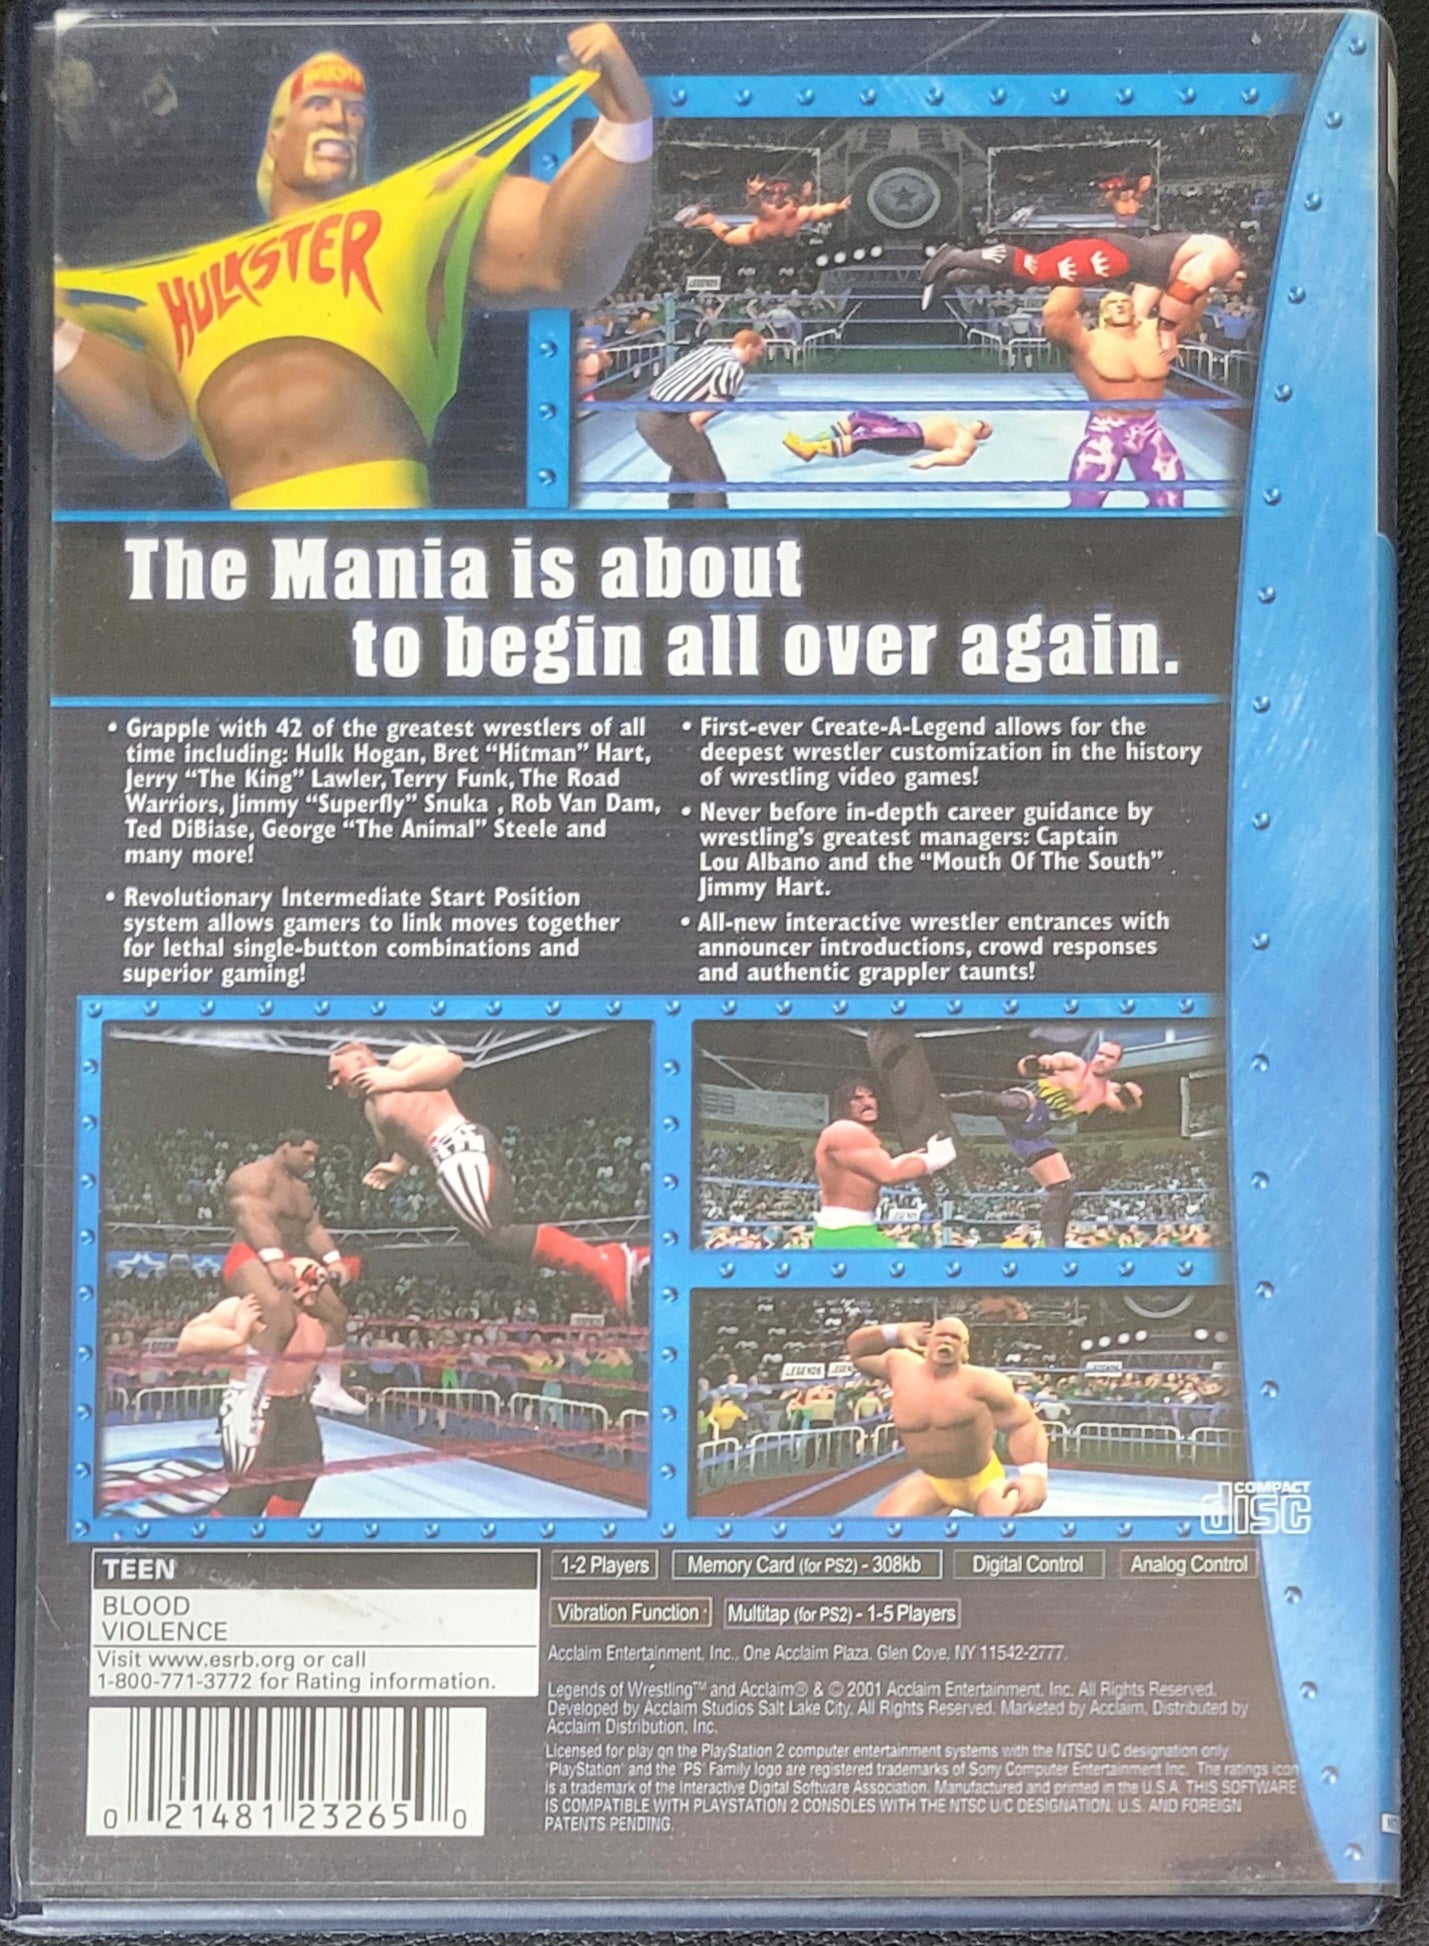 HULKSTER
LEGENDS
The Mania is about
to begin all over again.
• Grapple with 42 of the greatest wrestlers of all
time including: Hulk Hogan, Bret “Hitman” Hart,
Jerry “The King” Lawler, Terry Funk, The Road
Warriors, Jimmy “Superfly” Snuka , Rob Van Dam,
Ted DiBiase, George “The Animal” Steele and
many more!
• Revolutionary Intermediate Start Position
system allows gamers to link moves together
for lethal single-button combinations and
superior gaming!
• First-ever Create-A-Legend allows for the
deepest wrestler customization in the history
of wrestling video games!
• Never before in-depth career guidance by
wrestling’s greatest managers: Captain
Lou Albano and the “Mouth Of The South”
Jimmy Hart.
• All-new interactive wrestler entrances with
announcer introductions, crowd responses
and authentic grappler taunts!
LEGENDS
LEGENDS
LEGENDS
COMPACT
disc
TEEN
BLOOD
VIOLENCE
Visit www.esrb.org or call
1-800-771-3772 for Rating information.
1-2 Players
Memory Card (for PS2) - 308kb
Digital Control
Analog Control
Vibration Function
Multitap (for PS2) - 1-5 Players
Acclaim Entertainment, Inc., One Acclaim Plaza, Glen Cove, NY 11542-2777.
Legends of Wrestling™ and Acclaim® & © 2001 Acclaim Entertainment, Inc. All Rights Reserved.
Developed by Acclaim Studios Salt Lake City. All Rights Reserved. Marketed by Acclaim. Distributed by
Acclaim Distribution, Inc.
Licensed for play on the PlayStation 2 computer entertainment systems with the NTSC U/C designation only.
'PlayStation' and the 'PS' Family logo are registered trademarks of Sony Computer Entertainment Inc. The ratings icon
is a trademark of the Interactive Digital Software Association. Manufactured and printed in the U.S.A. THIS SOFTWARE
IS COMPATIBLE WITH PLAYSTATION 2 CONSOLES WITH THE NTSC U/C DESIGNATION. U.S. AND FOREIGN
PATENTS PENDING.
0 21481 23265 0